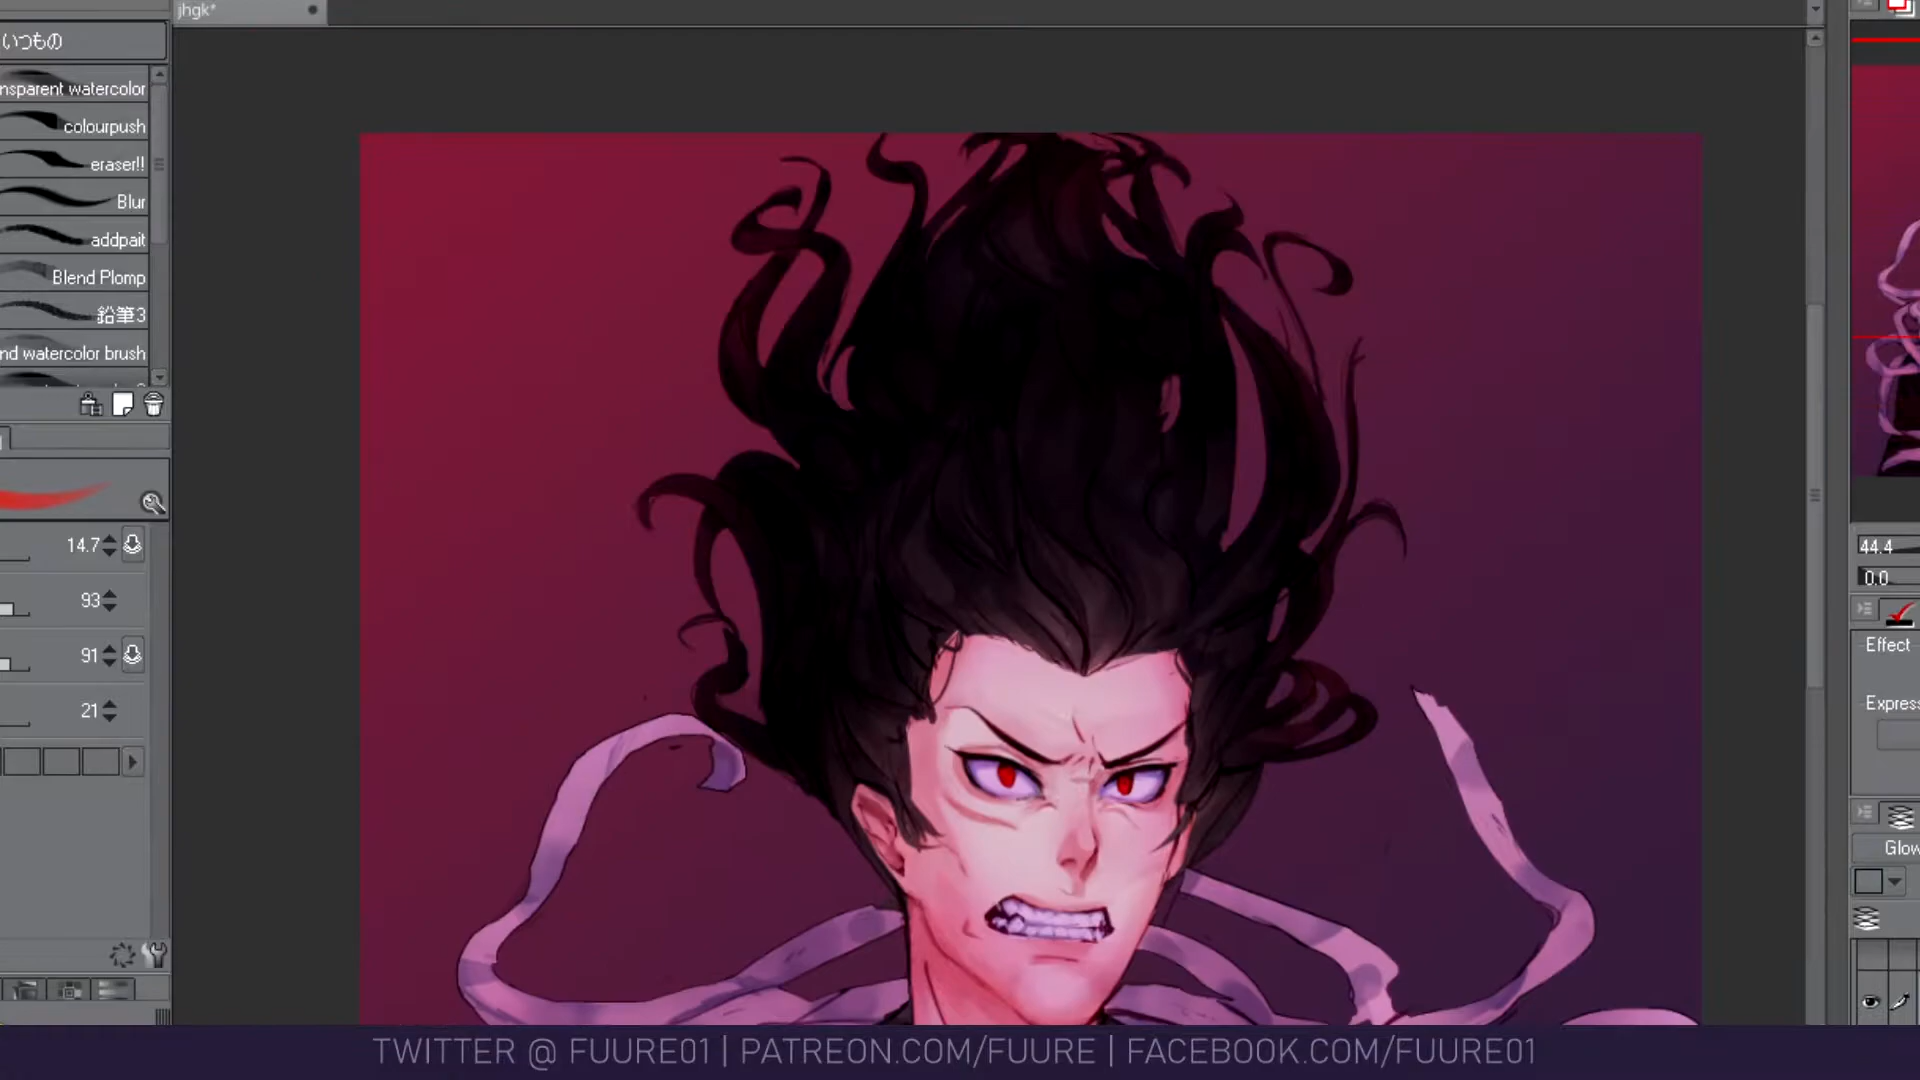 jhgk*
いつもの
nsparent watercolor
colourpush
eraser!!
Blur
addpait
Blend Plomp
鉛筆3
nd watercolor brush
14.7
93
91
21
44.4
0.0
Effect
Express
Glow
TWITTER @ FUURE01 | PATREON.COM/FUURE | FACEBOOK.COM/FUURE01